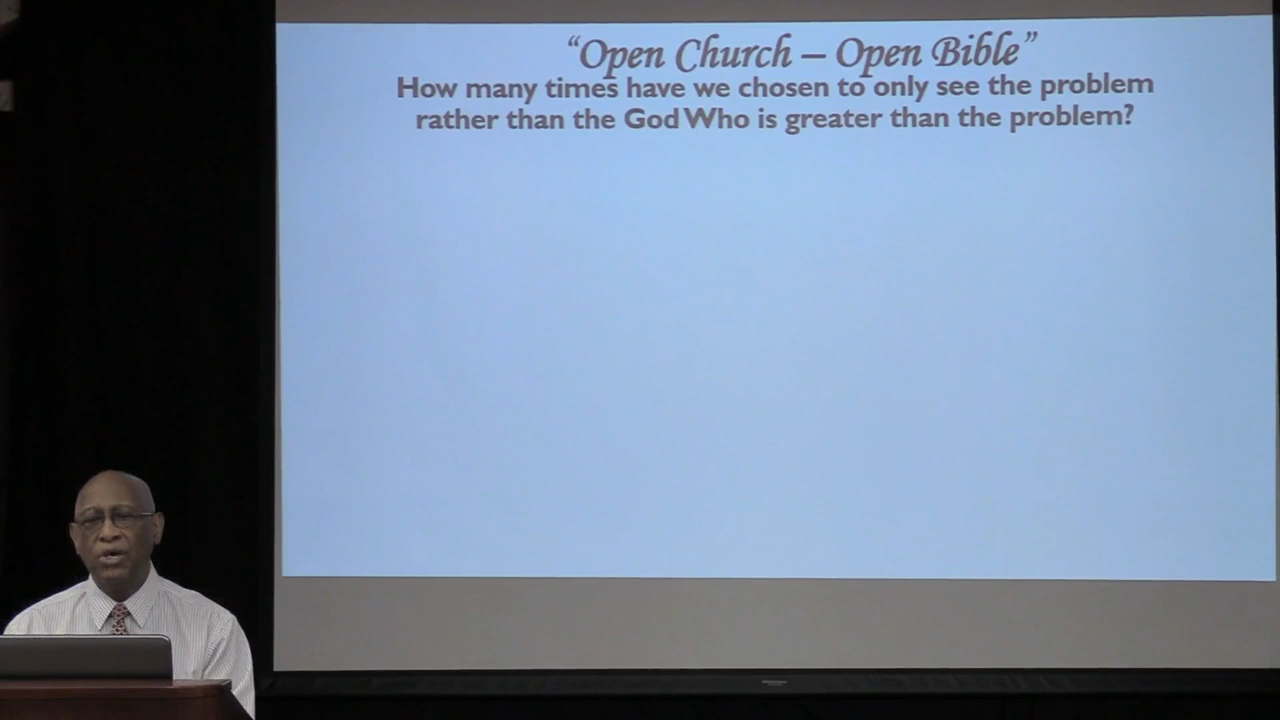 “Open Church – Open Bible”
How many times have we chosen to only see the problem
rather than the God Who is greater than the problem?